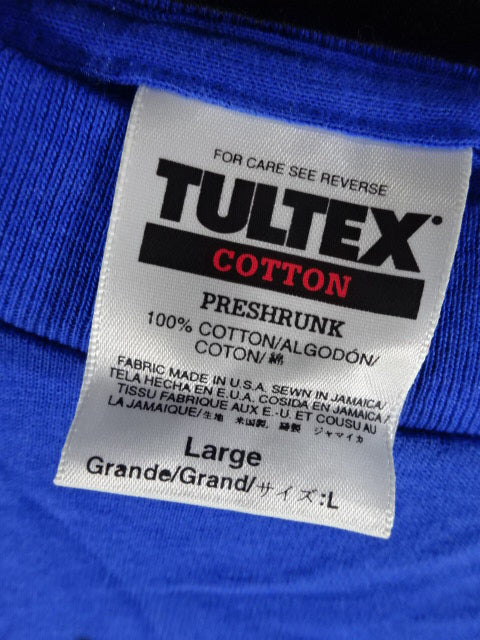 FOR CARE SEE REVERSE
TULTEX
COTTON
PRESHRUNK
100% COTTON/ALGODÓN/
COTON/綿
FABRIC MADE IN U.S.A. SEWN IN JAMAICA/
TELA HECHA EN E.U.A. COSIDA EN JAMAICA/
TISSU FABRIQUE AUX E.-U. ET COUSU AU
LA JAMAIQUE/生地 米国製, 縫製 ジャマイカ
Large
Grande/Grand/サイズ:L